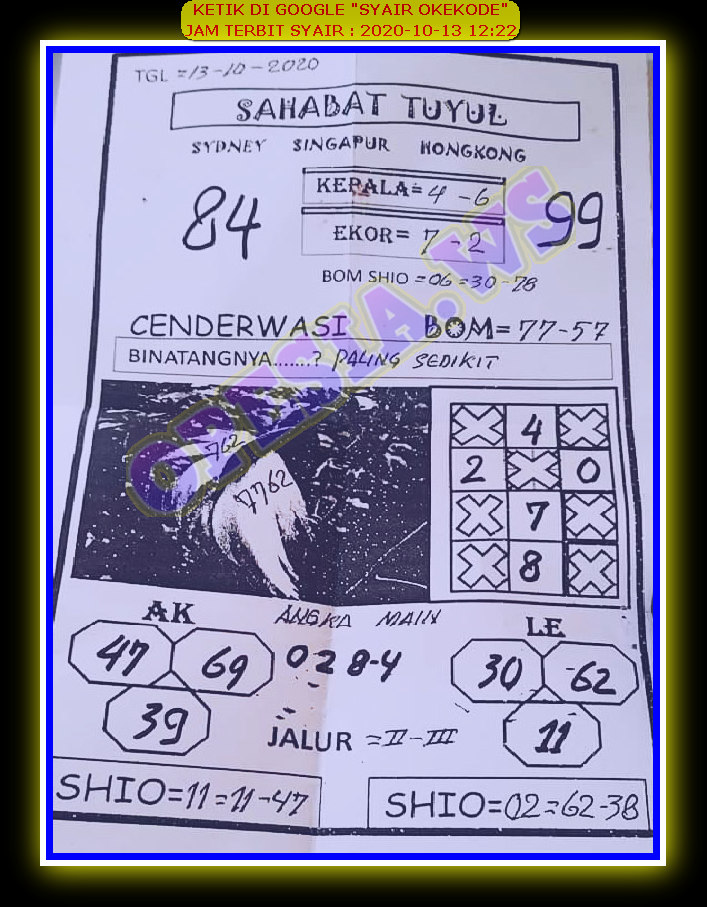 KETIK DI GOOGLE "SYAIR OKEKODE"
JAM TERBIT SYAIR : 2020-10-13 12:22
TGL =13-10-2020
SAHABAT TUYUL
SYDNEY SINGAPUR HONGKONG
84
KEPALA= 4 - 6
EKOR= 7 - 2
99
BOM SHIO =06=30-78
CENDERWASI BOM= 77-57
BINATANGNYA.......? PALING SEDIKIT
762
7762
4
2 0
7
8
AK
ANGKA MAIN
LE
47 69
39
0 2 8-4
30 -62
11
JALUR =II-III
SHIO=11=11-47
SHIO=02=62-38